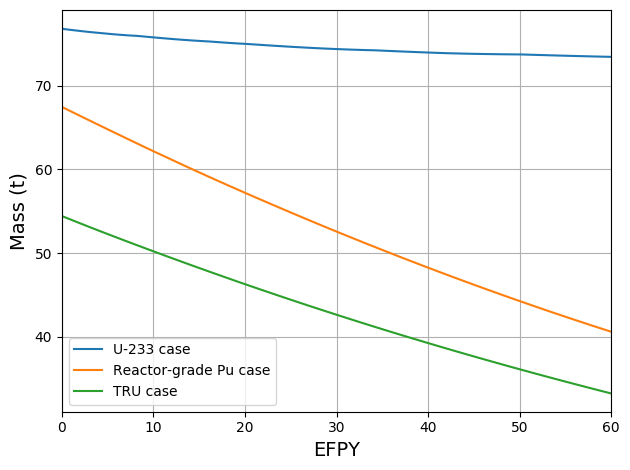 Mass (t)
70
60
50
40
U-233 case
Reactor-grade Pu case
TRU case
0 10 20 30 40 50 60
EFPY